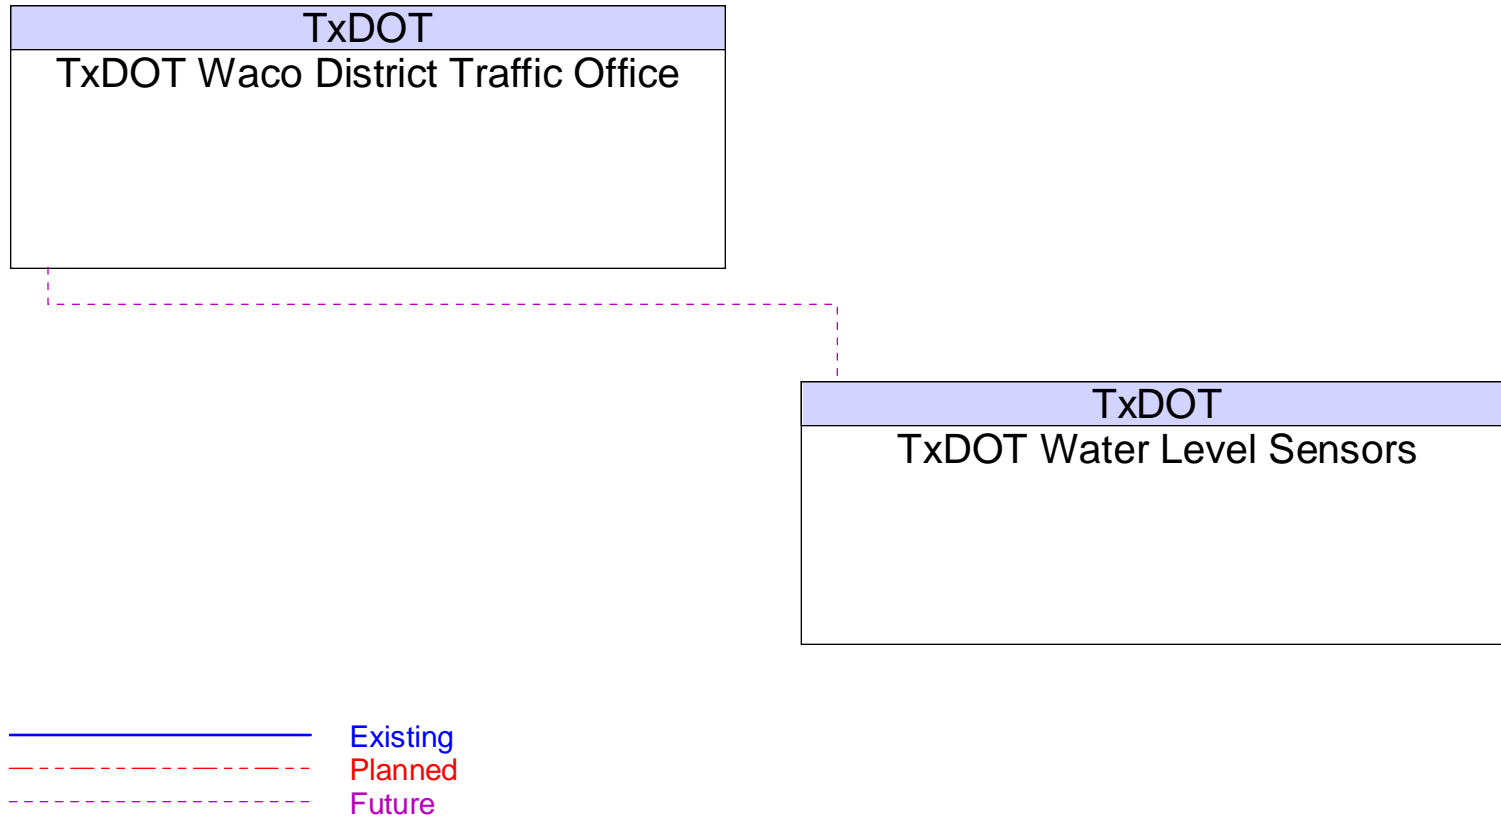 TxDOT
TxDOT Waco District Traffic Office
TxDOT
TxDOT Water Level Sensors
Existing
Planned
Future